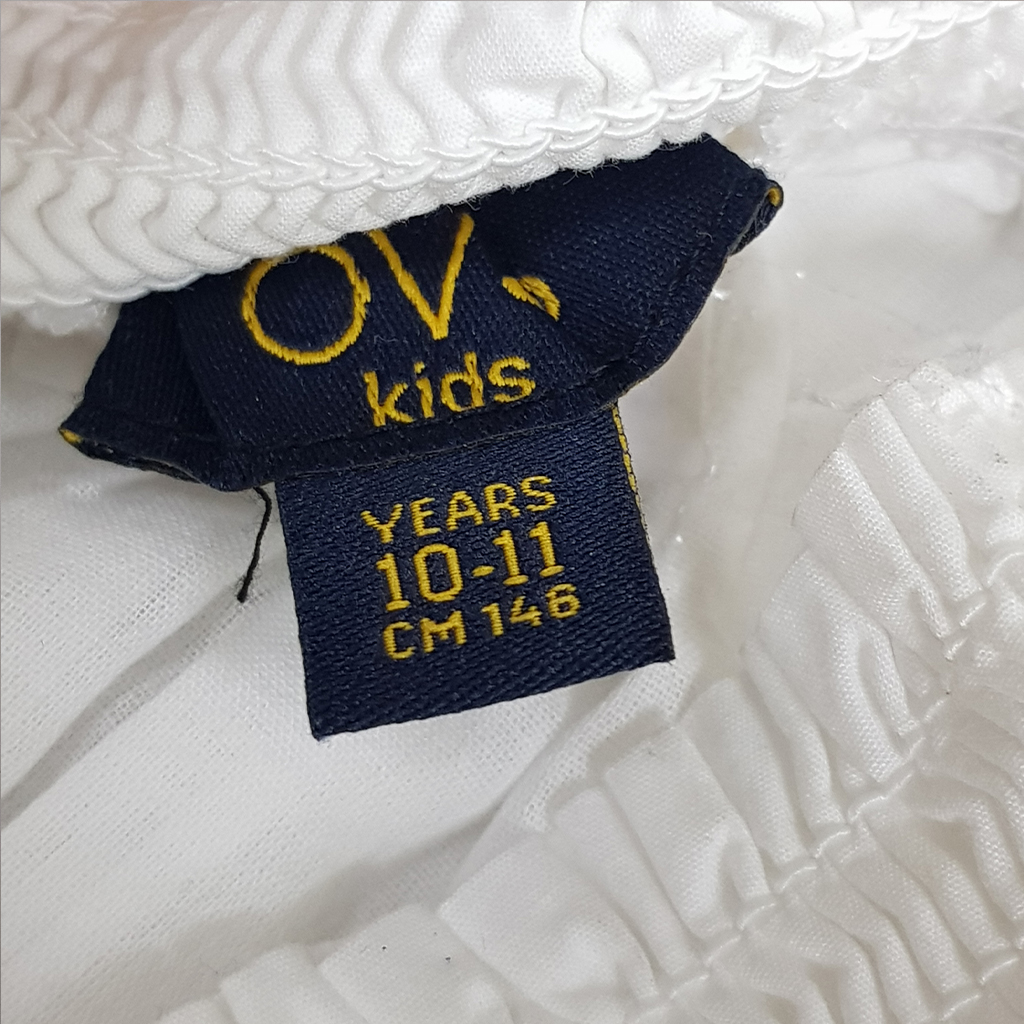 OV
kids
YEARS
10-11
CM 146